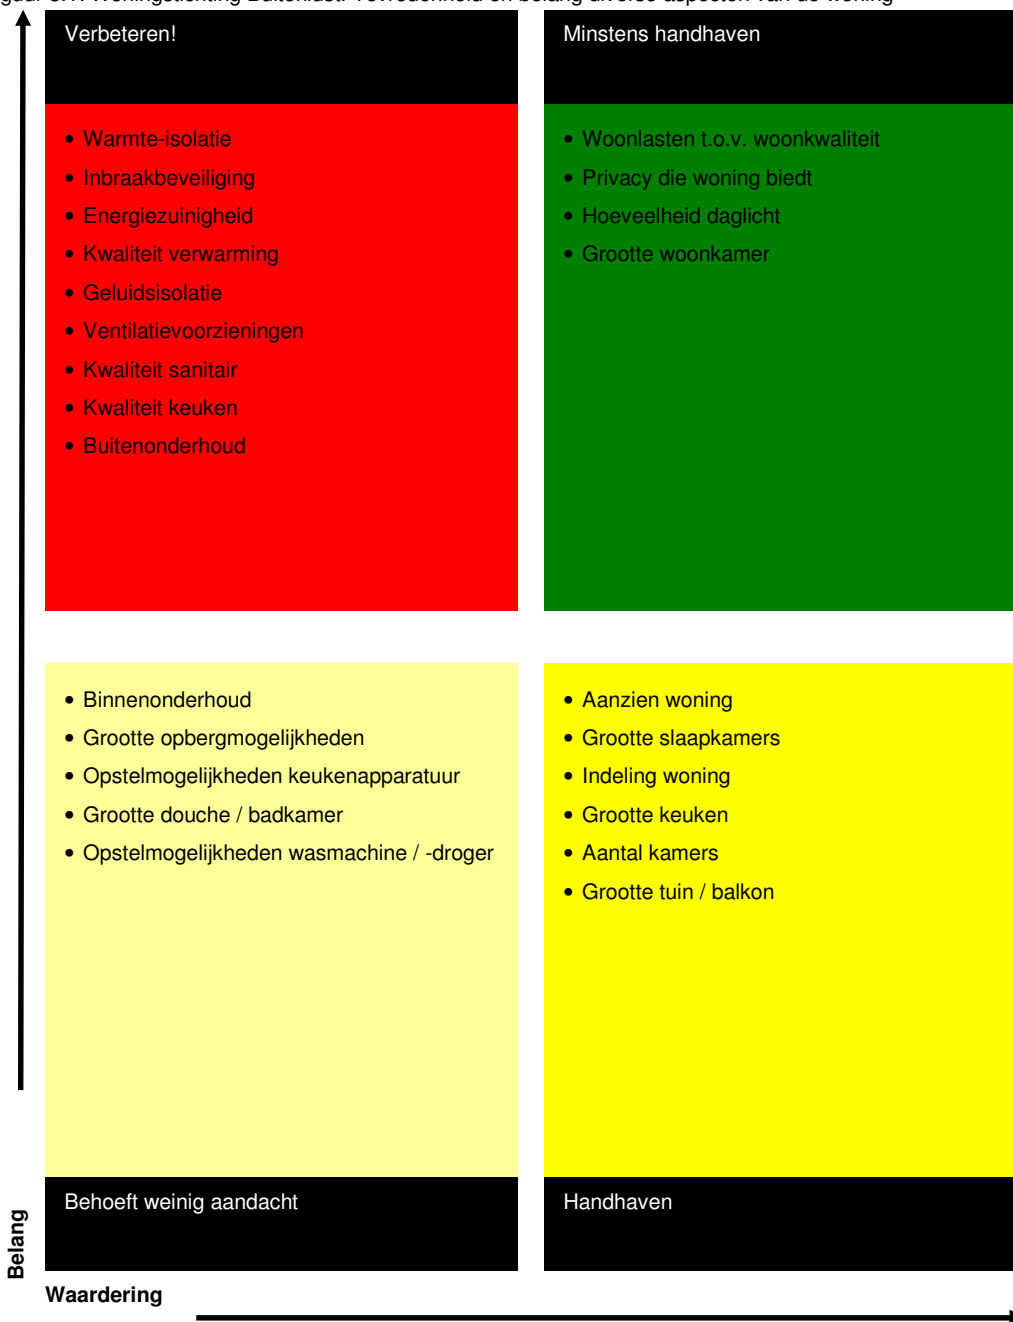 Verbeteren!
Minstens handhaven
• Warmte-isolatie
• Inbraakbeveiliging
• Energiezuinigheid
• Kwaliteit verwarming
• Geluidsisolatie
• Ventilatievoorzieningen
• Kwaliteit sanitair
• Kwaliteit keuken
• Buitenonderhoud
• Woonlasten t.o.v. woonkwaliteit
• Privacy die woning biedt
• Hoeveelheid daglicht
• Grootte woonkamer
• Binnenonderhoud
• Grootte opbergmogelijkheden
• Opstelmogelijkheden keukenapparatuur
• Grootte douche / badkamer
• Opstelmogelijkheden wasmachine / -droger
• Aanzien woning
• Grootte slaapkamers
• Indeling woning
• Grootte keuken
• Aantal kamers
• Grootte tuin / balkon
Behoeft weinig aandacht
Handhaven
Belang
Waardering